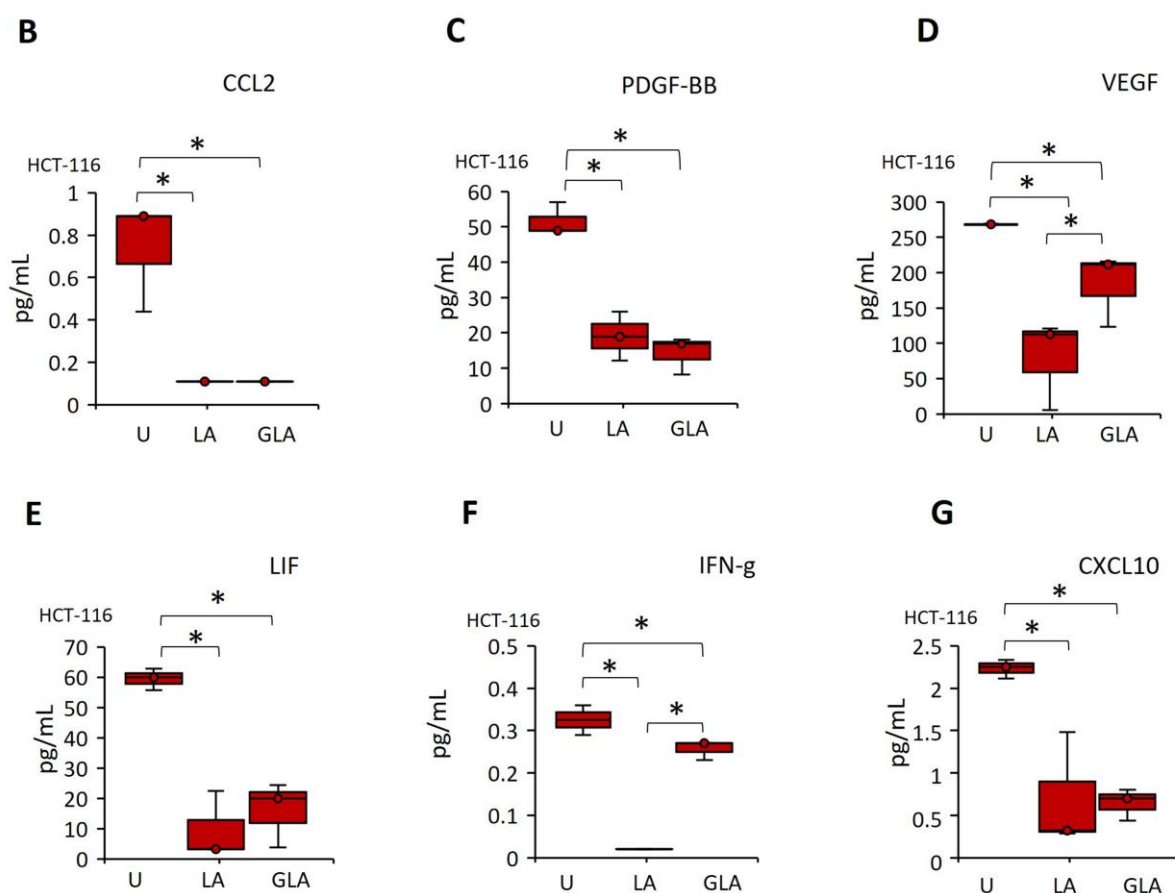 B
CCL2
HCT-116
*
*
1
0.8
0.6
0.4
0.2
0
pg/mL
U LA GLA
C
PDGF-BB
HCT-116
*
*
60
50
40
30
20
10
0
pg/mL
U LA GLA
D
VEGF
HCT-116
*
*
*
300
250
200
150
100
50
0
pg/mL
U LA GLA
E
LIF
HCT-116
*
*
70
60
50
40
30
20
10
0
pg/mL
U LA GLA
F
IFN-g
HCT-116
*
*
*
0.5
0.4
0.3
0.2
0.1
0
pg/mL
U LA GLA
G
CXCL10
HCT-116
*
*
2.5
2
1.5
1
0.5
0
pg/mL
U LA GLA